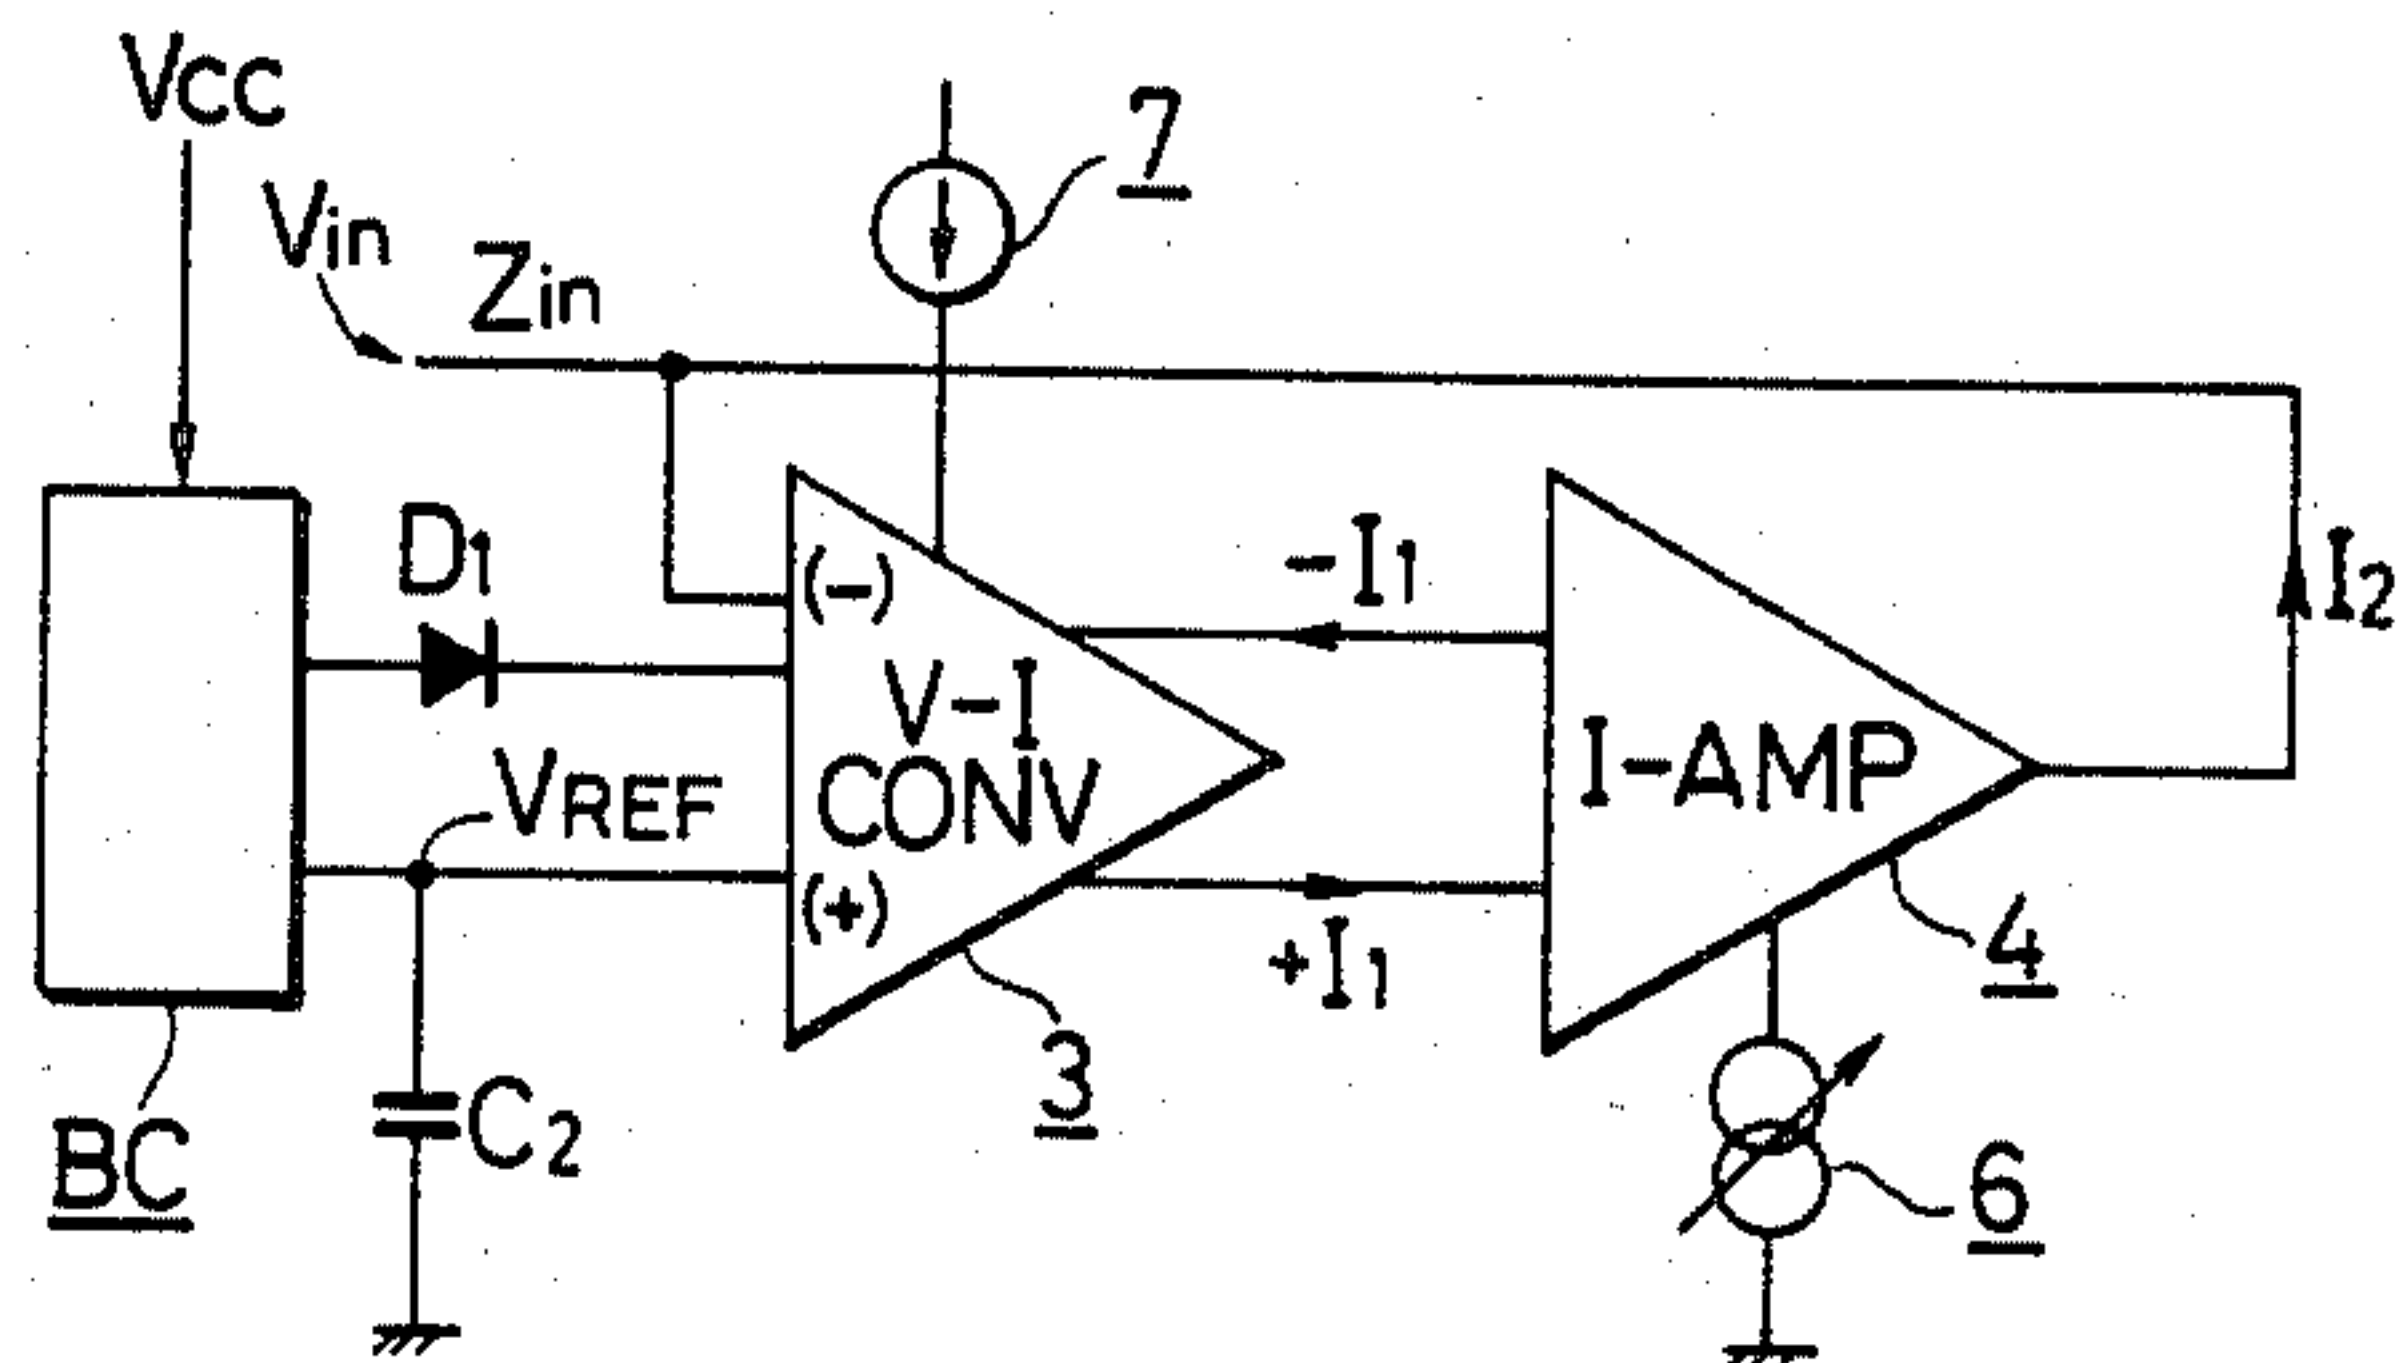 Vcc
Vin
Zin
7
D1
(-)
-I1
I2
V-I
CONV
I-AMP
VREF
(+)
+I1
4
3
C2
BC
6